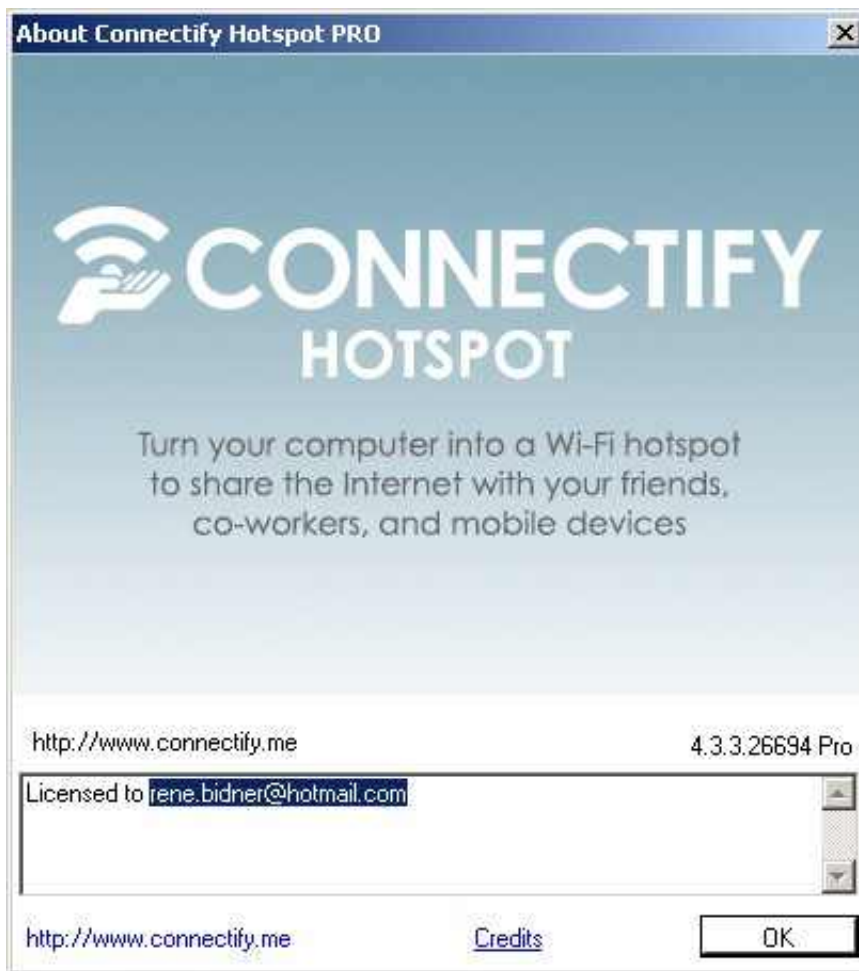 About Connectify Hotspot PRO
CONNECTIFY
HOTSPOT
Turn your computer into a Wi-Fi hotspot
to share the Internet with your friends,
co-workers, and mobile devices
http://www.connectify.me 4.3.3.26694 Pro
Licensed to rene.bidner@hotmail.com
http://www.connectify.me Credits OK